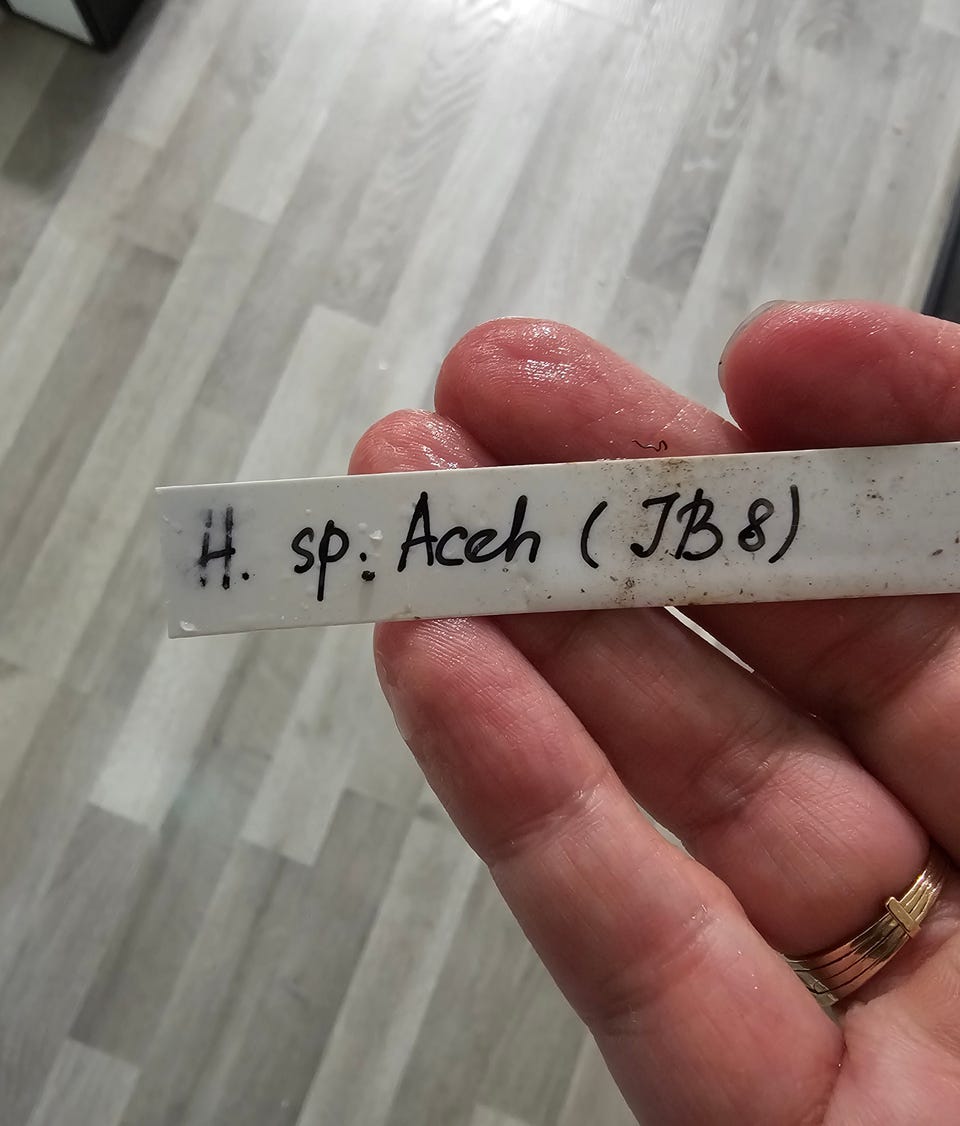 H. sp. Aceh (JB8)